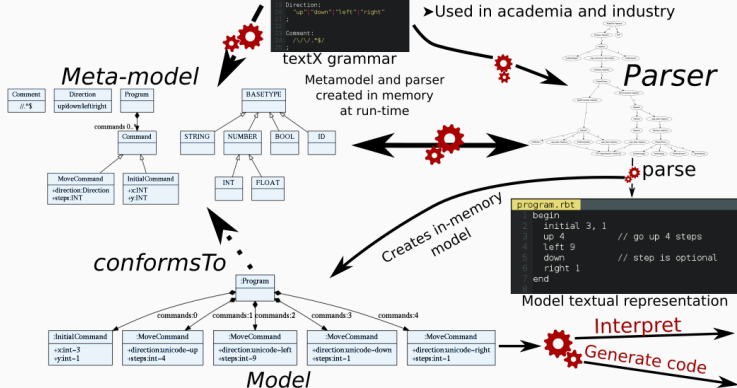 Direction:
"up"|"down"|"left"|"right"
;
Comment:
/\/\/.*$/
;
textX grammar
➤Used in academia and industry
Meta-model
Parser
Metamodel and parser
created in memory
at run-time
Comment
//.*$
Direction
up|down|left|right
Program
commands 0..*
Command
MoveCommand
+direction:Direction
+steps:INT
InitialCommand
+x:INT
+y:INT
BASETYPE
STRING
NUMBER
BOOL
ID
INT
FLOAT
parse
program.rbt
1 begin
2 initial 3, 1
3 up 4 // go up 4 steps
4 left 9
5 down // step is optional
6 right 1
7 end
8
Model textual representation
Creates in-memory
model
conformsTo
:Program
commands:0
commands:1
commands:2
commands:3
commands:4
:InitialCommand
+x:int=3
+y:int=1
:MoveCommand
+direction:unicode=up
+steps:int=4
:MoveCommand
+direction:unicode=left
+steps:int=9
:MoveCommand
+direction:unicode=down
+steps:int=1
:MoveCommand
+direction:unicode=right
+steps:int=1
Model
Interpret
Generate code